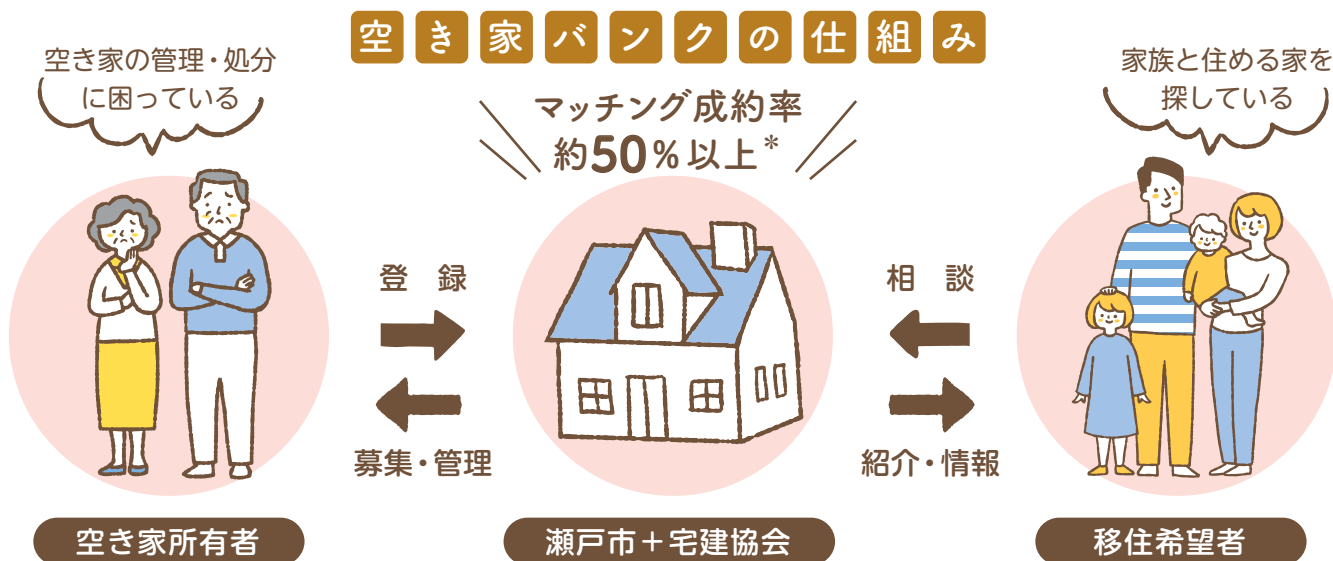 空き家バンクの仕組み
空き家の管理・処分
に困っている
マッチング成約率
約50%以上*
家族と住める家を
探している
登録
募集・管理
相談
紹介・情報
空き家所有者
瀬戸市＋宅建協会
移住希望者